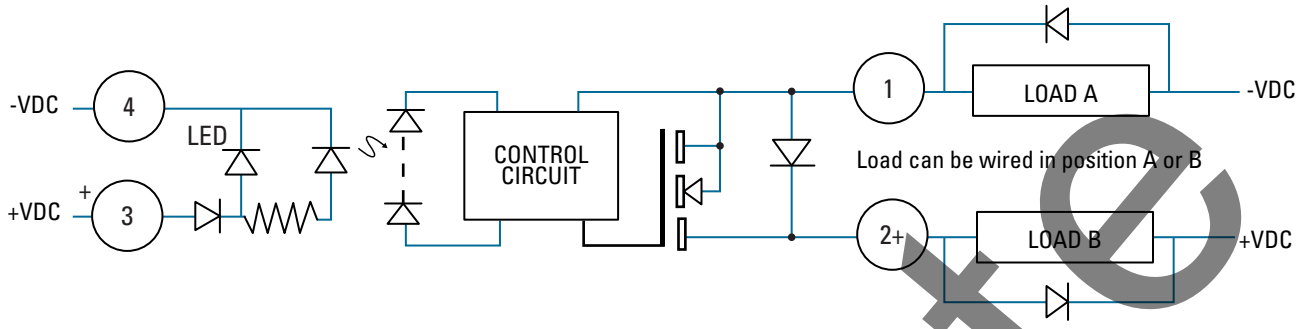 -VDC
4
LED
+
+VDC
3
CONTROL
CIRCUIT
1
LOAD A
-VDC
Load can be wired in position A or B
2+
LOAD B
+VDC
t e